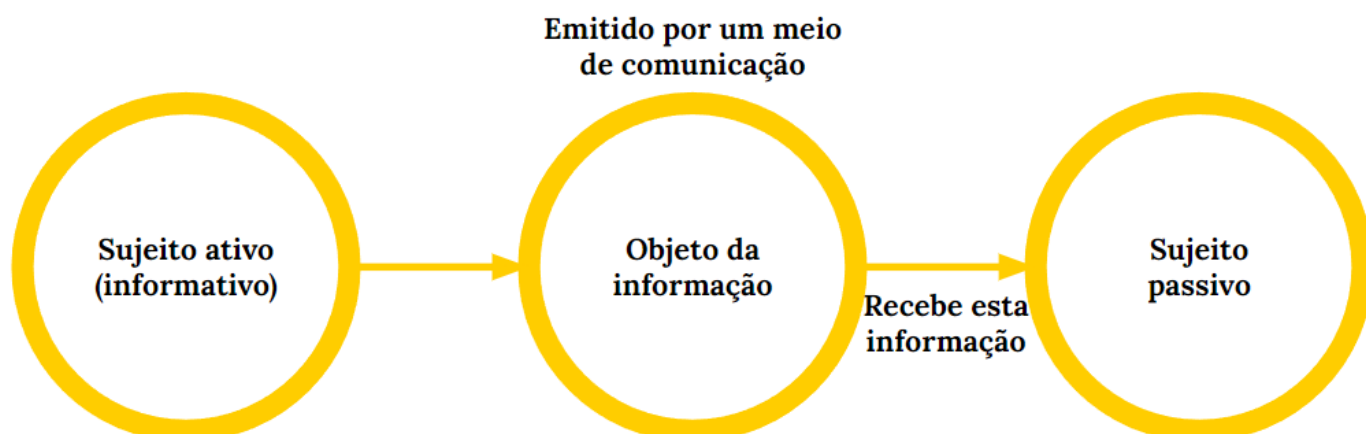 Emitido por um meio
de comunicação
Sujeito ativo
(informativo)
Objeto da
informação
Recebe esta
informação
Sujeito
passivo